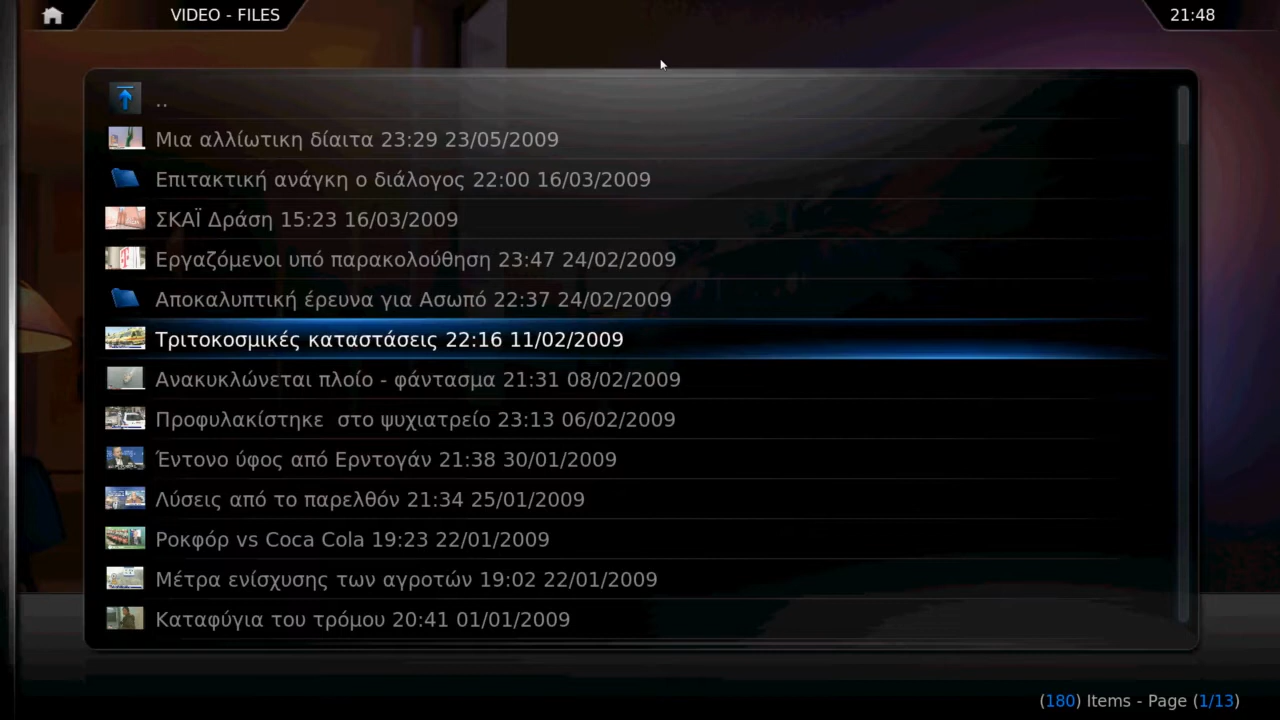 VIDEO - FILES
21:48
..
Μια αλλίωτικη δίαιτα 23:29 23/05/2009
Επιτακτική ανάγκη ο διάλογος 22:00 16/03/2009
ΣΚΑΪ Δράση 15:23 16/03/2009
Εργαζόμενοι υπό παρακολούθηση 23:47 24/02/2009
Αποκαλυπτική έρευνα για Ασωπό 22:37 24/02/2009
Τριτοκοσμικές καταστάσεις 22:16 11/02/2009
Ανακυκλώνεται πλοίο - φάντασμα 21:31 08/02/2009
Προφυλακίστηκε  στο ψυχιατρείο 23:13 06/02/2009
Έντονο ύφος από Ερντογάν 21:38 30/01/2009
Λύσεις από το παρελθόν 21:34 25/01/2009
Ροκφόρ vs Coca Cola 19:23 22/01/2009
Μέτρα ενίσχυσης των αγροτών 19:02 22/01/2009
Καταφύγια του τρόμου 20:41 01/01/2009
(180) Items - Page (1/13)